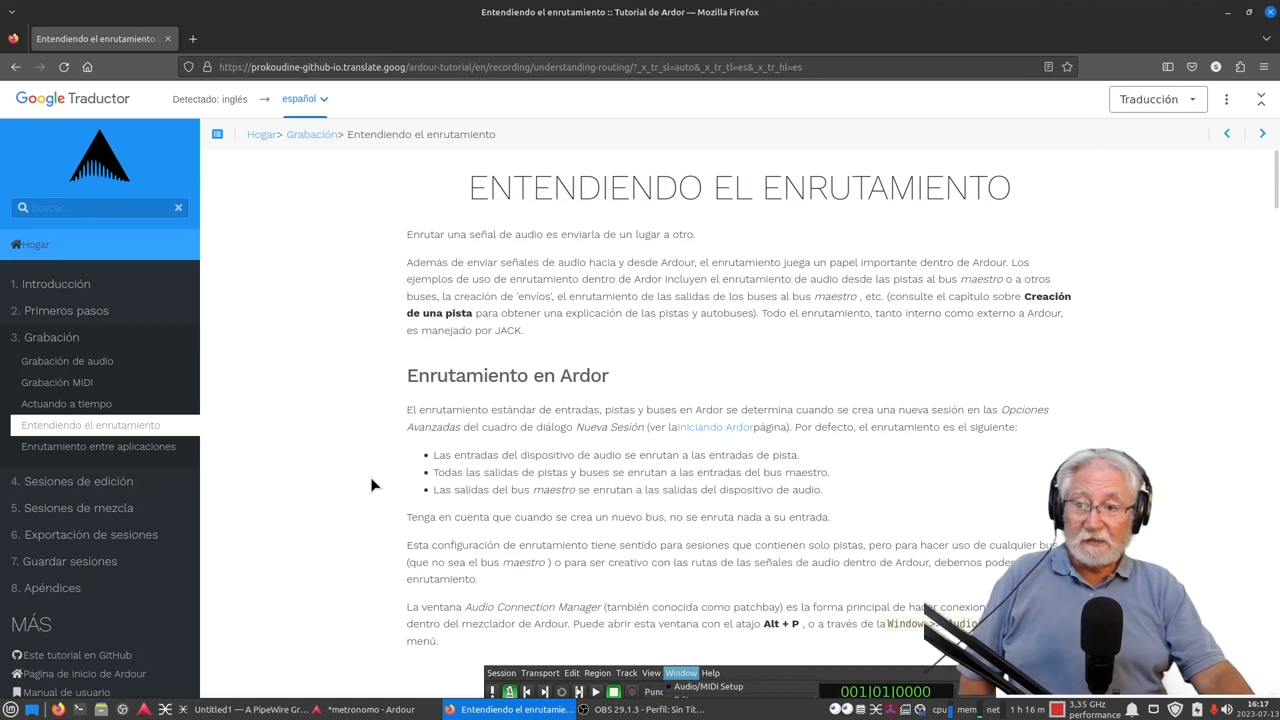 Entendiendo el enrutamiento :: Tutorial de Ardor — Mozilla Firefox
Entendiendo el enrutamiento
https://prokoudine-github-io.translate.goog/ardour-tutorial/en/recording/understanding-routing/?_x_tr_sl=auto&_x_tr_tl=es&_x_tr_hl=es
Google Traductor
Detectado: inglés
español
Traducción
Hogar> Grabación> Entendiendo el enrutamiento
Buscar...
Hogar
1. Introducción
2. Primeros pasos
3. Grabación
Grabación de audio
Grabación MIDI
Actuando a tiempo
Entendiendo el enrutamiento
Enrutamiento entre aplicaciones
4. Sesiones de edición
5. Sesiones de mezcla
6. Exportación de sesiones
7. Guardar sesiones
8. Apéndices
MÁS
Este tutorial en GitHub
Página de inicio de Ardour
Manual de usuario
ENTENDIENDO EL ENRUTAMIENTO
Enrutar una señal de audio es enviarla de un lugar a otro.
Además de enviar señales de audio hacia y desde Ardour, el enrutamiento juega un papel importante dentro de Ardour. Los
ejemplos de uso de enrutamiento dentro de Ardor incluyen el enrutamiento de audio desde las pistas al bus maestro o a otros
buses, la creación de 'envíos', el enrutamiento de las salidas de los buses al bus maestro , etc. (consulte el capítulo sobre Creación
de una pista para obtener una explicación de las pistas y autobuses). Todo el enrutamiento, tanto interno como externo a Ardour,
es manejado por JACK.
Enrutamiento en Ardor
El enrutamiento estándar de entradas, pistas y buses en Ardor se determina cuando se crea una nueva sesión en las Opciones
Avanzadas del cuadro de diálogo Nueva Sesión (ver laIniciando Ardorpágina). Por defecto, el enrutamiento es el siguiente:
Las entradas del dispositivo de audio se enrutan a las entradas de pista.
Todas las salidas de pistas y buses se enrutan a las entradas del bus maestro.
Las salidas del bus maestro se enrutan a las salidas del dispositivo de audio.
Tenga en cuenta que cuando se crea un nuevo bus, no se enruta nada a su entrada.
Esta configuración de enrutamiento tiene sentido para sesiones que contienen solo pistas, pero para hacer uso de cualquier bus
(que no sea el bus maestro ) o para ser creativo con las rutas de las señales de audio dentro de Ardour, debemos
enrutamiento.
La ventana Audio Connection Manager (también conocida como patchbay) es la forma principal de hacer
dentro del mezclador de Ardour. Puede abrir esta ventana con el atajo Alt + P , o a través de la Window >> Audio
menú.
Session Transport Edit Region Track View Window Help
Punc
Audio/MIDI Setup
001|01|0000
Untitled1 — A PipeWire Gr...
*metronomo - Ardour
Entendiendo el enrutamie...
OBS 29.1.3 - Perfil: Sin Tít...
mem
net
1 h 16 m
3,35 GHz
performance
16:17
2023-07-13